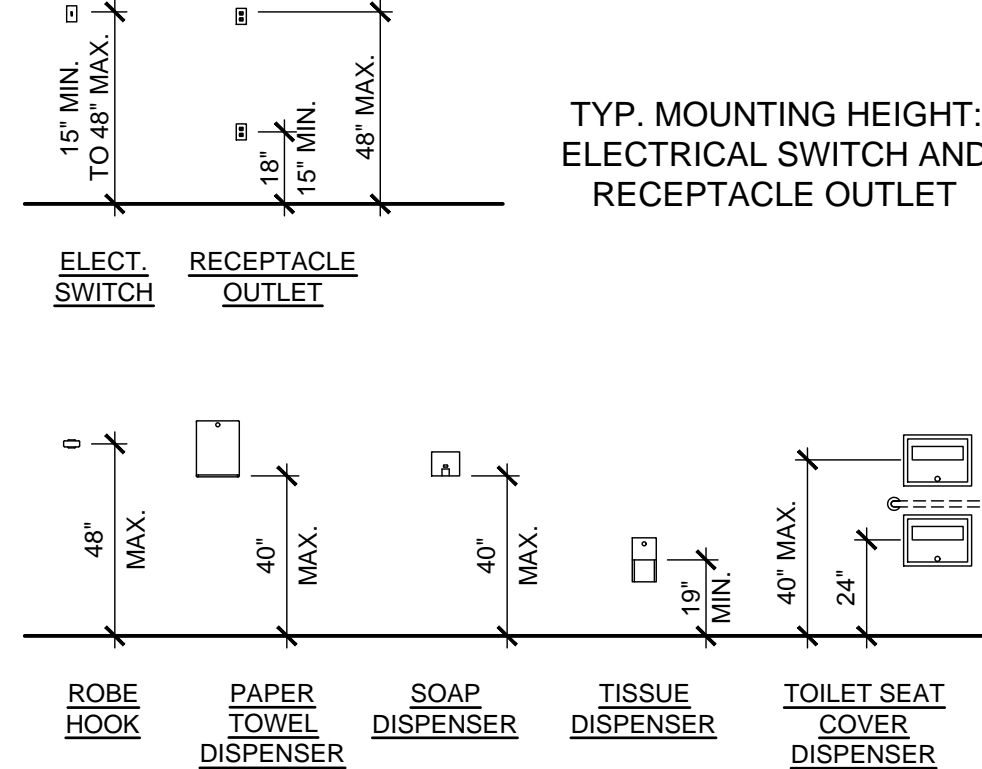 15" MIN.
TO 48" MAX.
18"
15" MIN.
48" MAX.
TYP. MOUNTING HEIGHT:
ELECTRICAL SWITCH AND
RECEPTACLE OUTLET
ELECT.
SWITCH
RECEPTACLE
OUTLET
48"
MAX.
40"
MAX.
40"
MAX.
19"
MIN.
40" MAX.
24"
ROBE
HOOK
PAPER
TOWEL
DISPENSER
SOAP
DISPENSER
TISSUE
DISPENSER
TOILET SEAT
COVER
DISPENSER